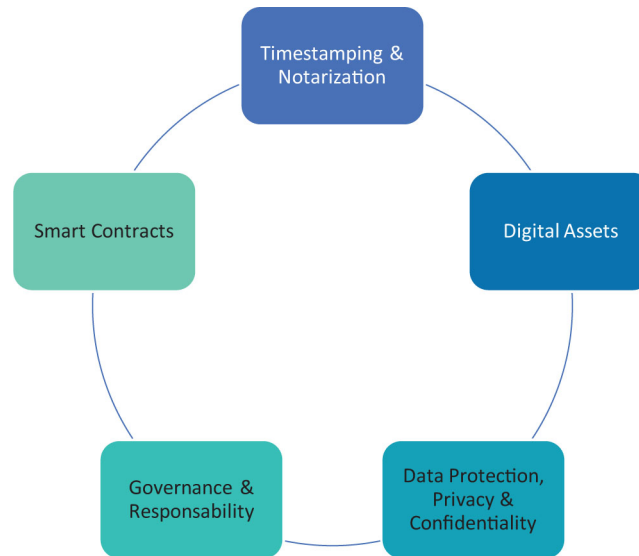 Timestamping &
Notarization
Smart Contracts
Digital Assets
Governance &
Responsability
Data Protection,
Privacy &
Confidentiality